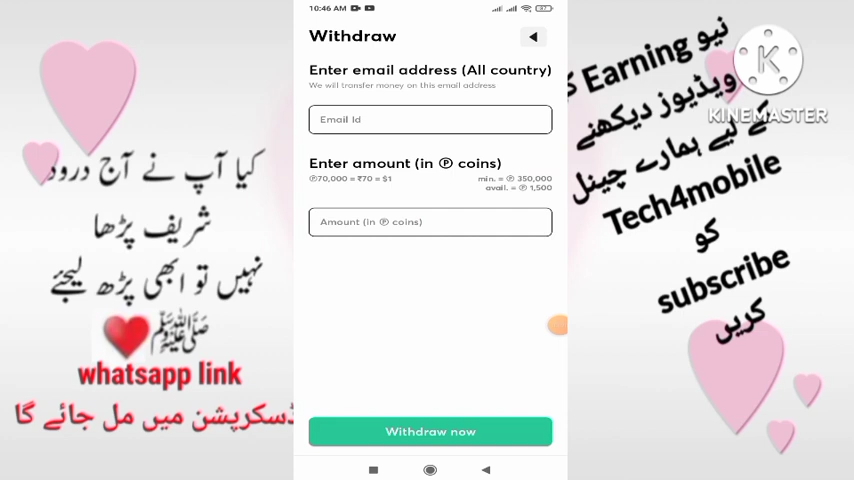 10:46 AM
87
Withdraw
Enter email address (All country)
We will transfer money on this email address
Email Id
Enter amount (in Ⓟ coins)
Ⓟ70,000 = ₹70 = $1
min. = Ⓟ 350,000
avail. = Ⓟ 1,500
Amount (in Ⓟ coins)
Withdraw now
کیا آپ نے آج درود
شریف پڑھا
نہیں تو ابھی پڑھ لیجئے
ﷺ
whatsapp link
ڈسکرپشن میں مل جائے گا
نیو Earning
ویڈیوز دیکھنے
کے لیے ہمارے چینل
Tech4mobile
کو
subscribe
کریں
K
KINEMASTER